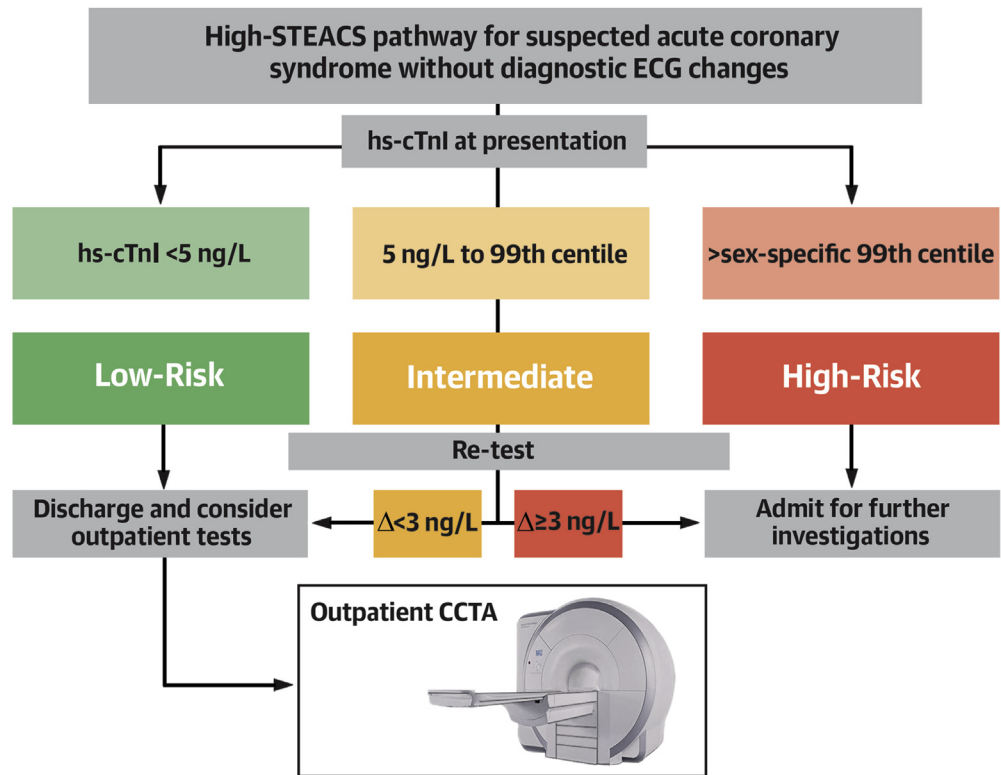 High-STEACS pathway for suspected acute coronary
syndrome without diagnostic ECG changes
hs-cTnI at presentation
hs-cTnI <5 ng/L
5 ng/L to 99th centile
>sex-specific 99th centile
Low-Risk
Intermediate
High-Risk
Re-test
Discharge and consider
outpatient tests
Δ<3 ng/L
Δ≥3 ng/L
Admit for further
investigations
Outpatient CCTA